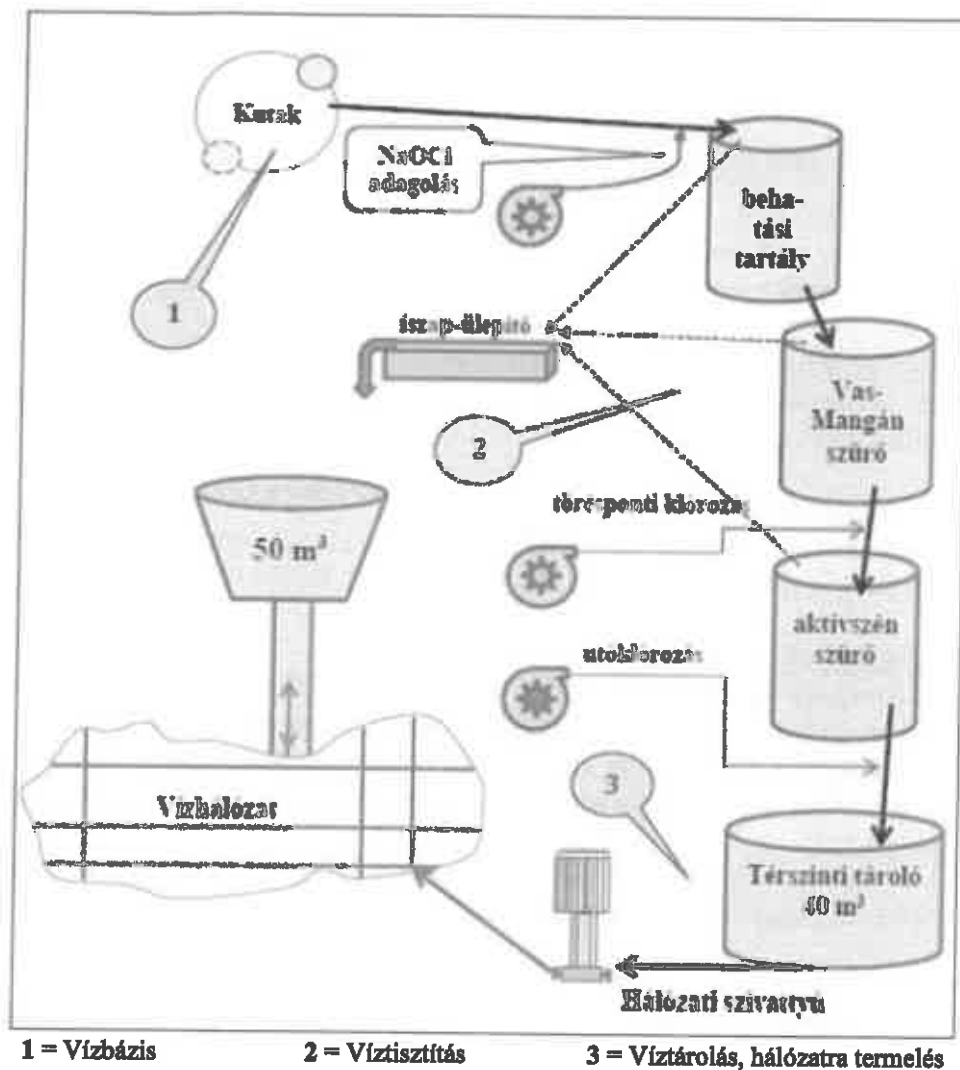 Kutak
NaOCl
adagolás
beha-
tási
tartály
1
iszap-ülepítő
Vas-
Mangán
szűrő
2
50 m³
törésponti klórozás
aktívszén
szűrő
utóklórozás
3
Vízhálózat
Térszinti tároló
40 m³
Hálózati szivattyú
1 = Vízbázis 2 = Víztisztítás 3 = Víztárolás, hálózatra termelés